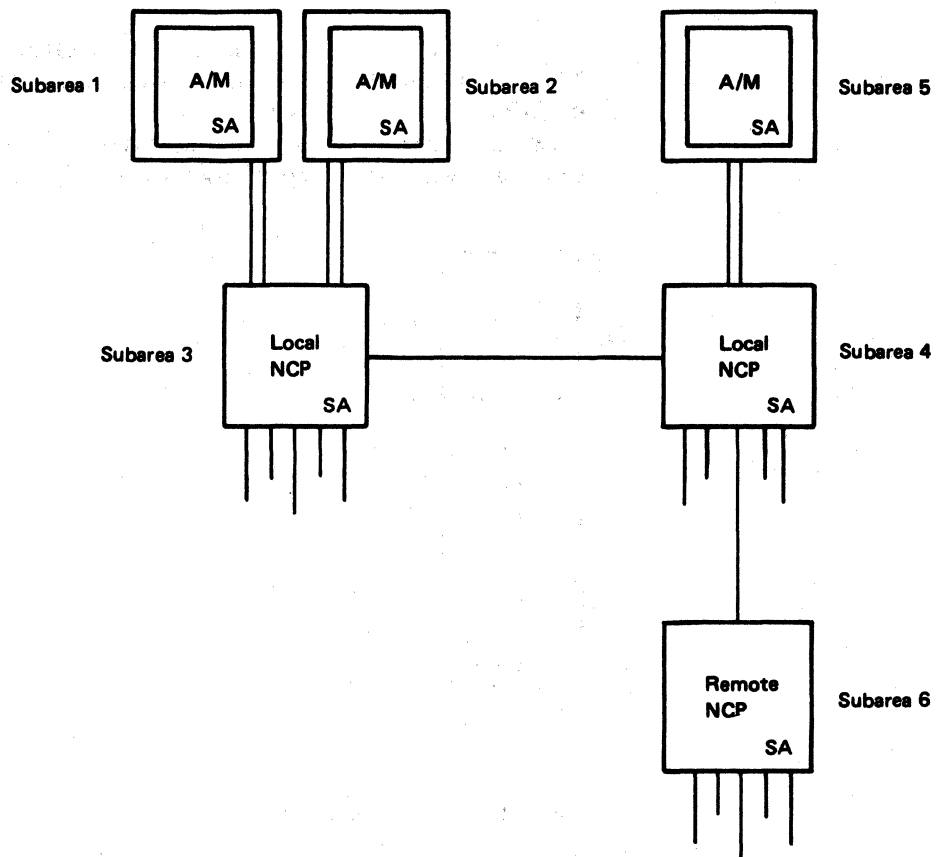 Subarea 1
A/M
SA
A/M
SA
Subarea 2
A/M
SA
Subarea 5
Subarea 3
Local
NCP
SA
Local
NCP
SA
Subarea 4
Remote
NCP
SA
Subarea 6